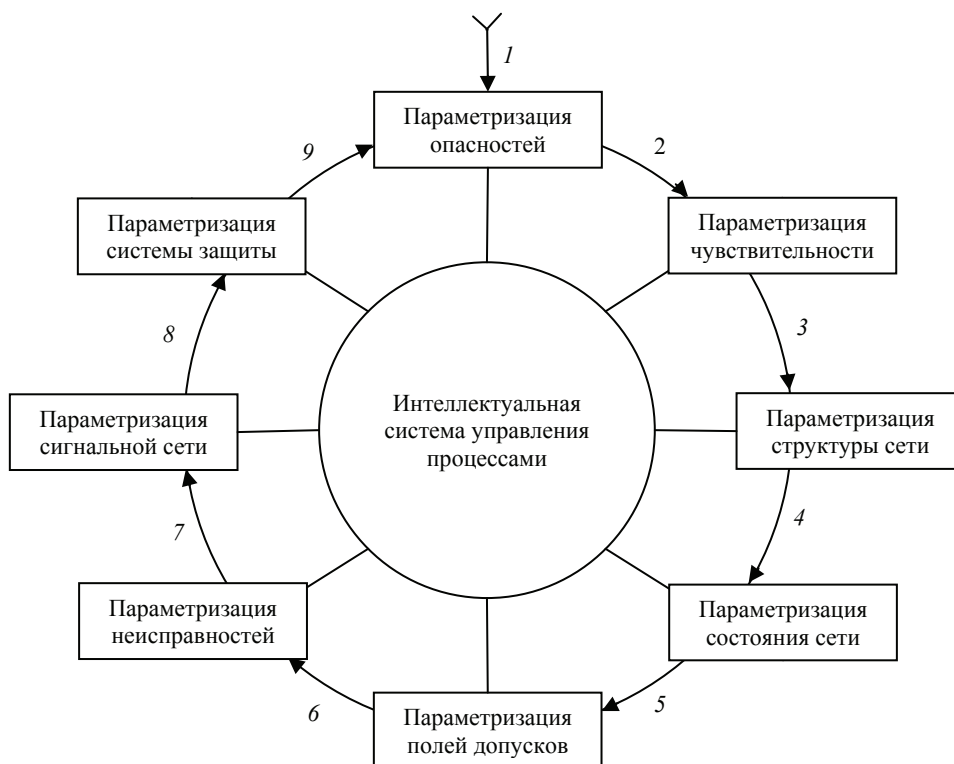 1
Параметризация
опасностей
9
2
Параметризация
системы защиты
Параметризация
чувствительности
8
3
Параметризация
сигнальной сети
Интеллектуальная
система управления
процессами
Параметризация
структуры сети
7
4
Параметризация
неисправностей
Параметризация
состояния сети
6
5
Параметризация
полей допусков